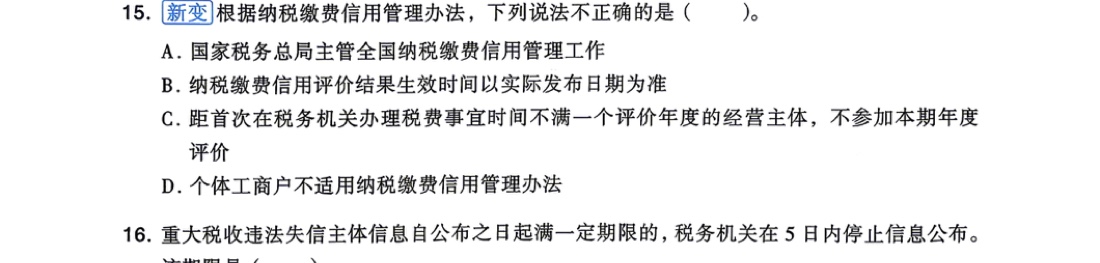 15. 新变 根据纳税缴费信用管理办法，下列说法不正确的是（　　）。
A. 国家税务总局主管全国纳税缴费信用管理工作
B. 纳税缴费信用评价结果生效时间以实际发布日期为准
C. 距首次在税务机关办理税费事宜时间不满一个评价年度的经营主体，不参加本期年度
评价
D. 个体工商户不适用纳税缴费信用管理办法
16. 重大税收违法失信主体信息自公布之日起满一定期限的，税务机关在 5 日内停止信息公布。